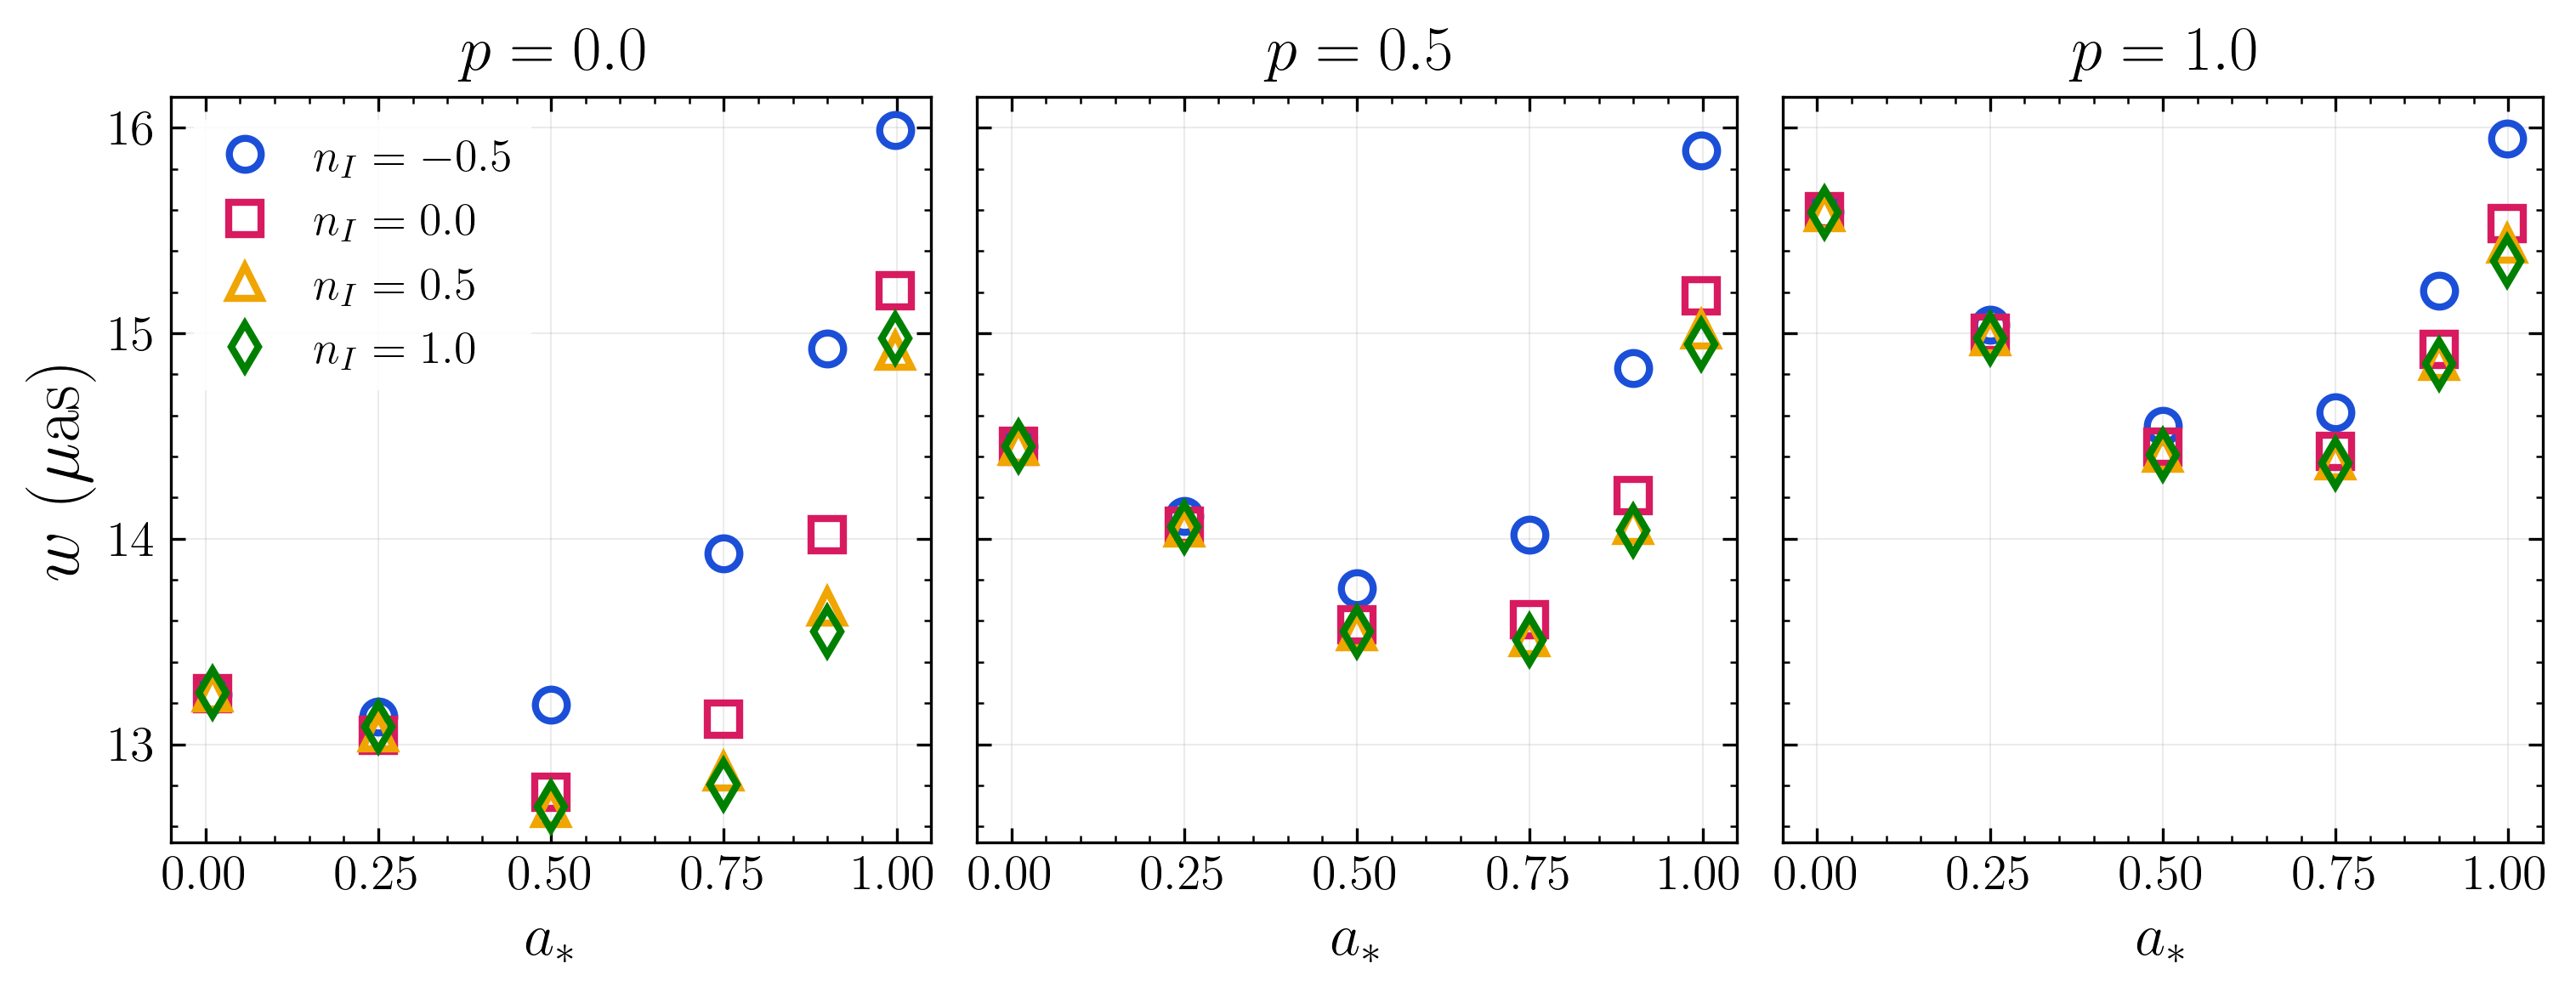 p = 0.0
p = 0.5
p = 1.0
w (μas)
16
15
14
13
n_I = −0.5
n_I = 0.0
n_I = 0.5
n_I = 1.0
0.00 0.25 0.50 0.75 1.00
0.00 0.25 0.50 0.75 1.00
0.00 0.25 0.50 0.75 1.00
a_*
a_*
a_*